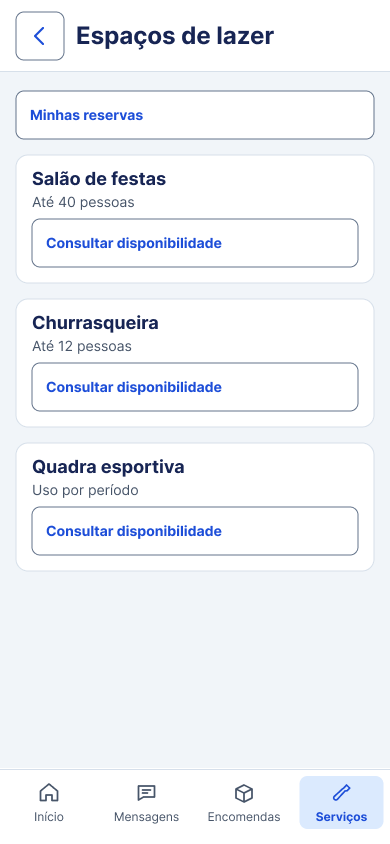 Espaços de lazer
Minhas reservas
Salão de festas
Até 40 pessoas
Consultar disponibilidade
Churrasqueira
Até 12 pessoas
Consultar disponibilidade
Quadra esportiva
Uso por período
Consultar disponibilidade
Início
Mensagens
Encomendas
Serviços